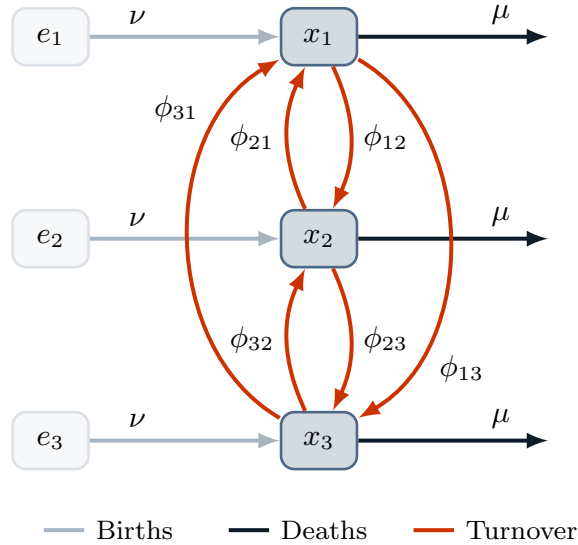 e₁ ν x₁ μ
ϕ₃₁ ϕ₂₁ ϕ₁₂
e₂ ν x₂ μ
ϕ₃₂ ϕ₂₃ ϕ₁₃
e₃ ν x₃ μ
Births Deaths Turnover